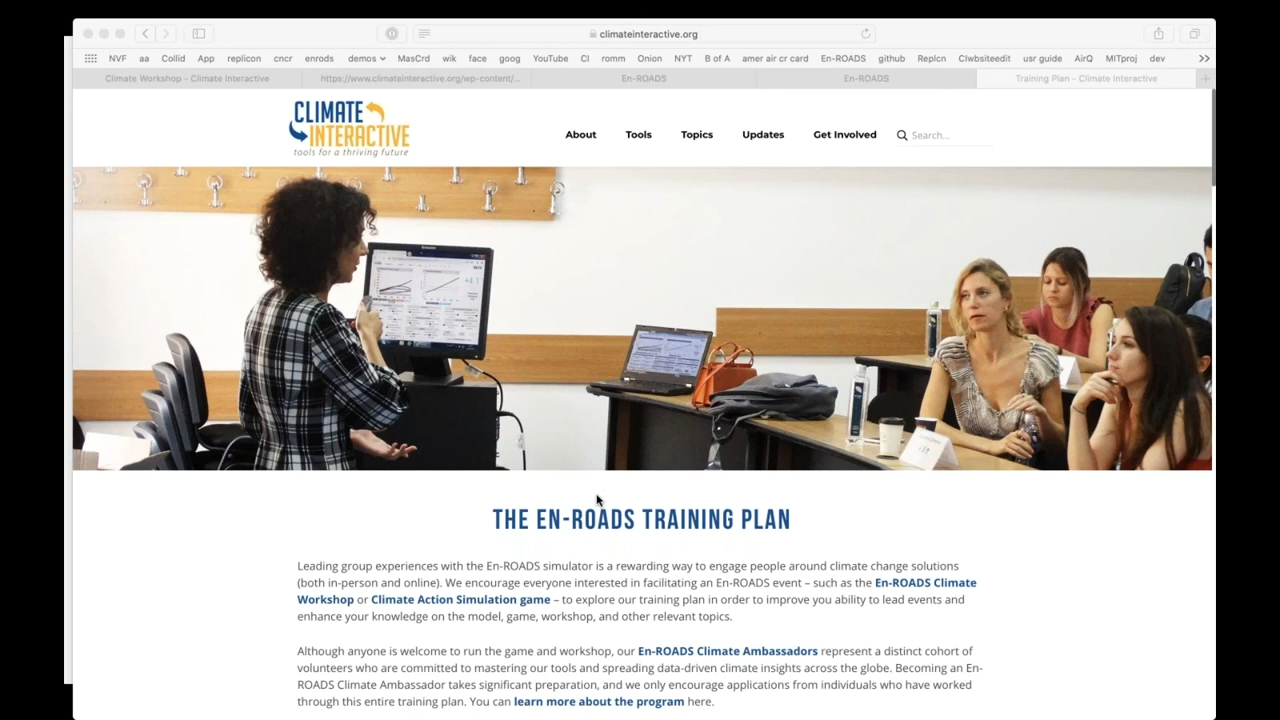 climateinteractive.org
NVF aa Collid App replicon cncr enrods demos MasCrd wik face goog YouTube CI romm Onion NYT B of A amer air cr card En-ROADS github Replcn Clwbsiteedit usr guide AirQ MITproj dev
Climate Workshop – Climate Interactive https://www.climateinteractive.org/wp-content/... En-ROADS En-ROADS Training Plan – Climate Interactive
CLIMATE
INTERACTIVE
tools for a thriving future
About Tools Topics Updates Get Involved Search...
THE EN-ROADS TRAINING PLAN
Leading group experiences with the En-ROADS simulator is a rewarding way to engage people around climate change solutions
(both in-person and online). We encourage everyone interested in facilitating an En-ROADS event – such as the En-ROADS Climate
Workshop or Climate Action Simulation game – to explore our training plan in order to improve you ability to lead events and
enhance your knowledge on the model, game, workshop, and other relevant topics.
Although anyone is welcome to run the game and workshop, our En-ROADS Climate Ambassadors represent a distinct cohort of
volunteers who are committed to mastering our tools and spreading data-driven climate insights across the globe. Becoming an En-
ROADS Climate Ambassador takes significant preparation, and we only encourage applications from individuals who have worked
through this entire training plan. You can learn more about the program here.